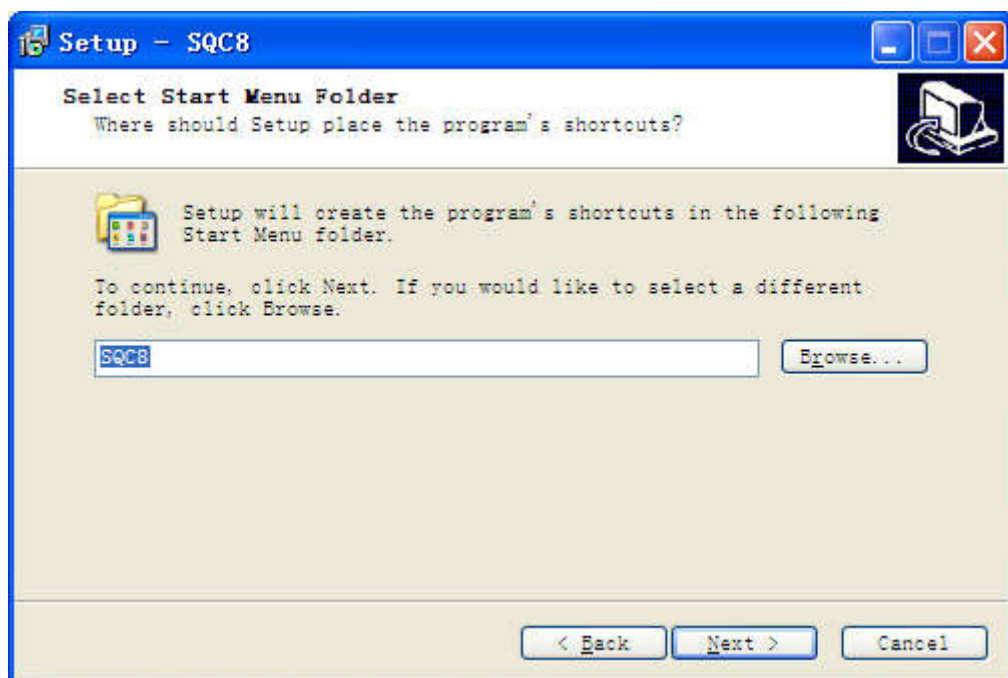 Setup - SQC8
Select Start Menu Folder
Where should Setup place the program's shortcuts?
Setup will create the program's shortcuts in the following
Start Menu folder.
To continue, click Next. If you would like to select a different
folder, click Browse.
SQC8
Browse...
< Back
Next >
Cancel